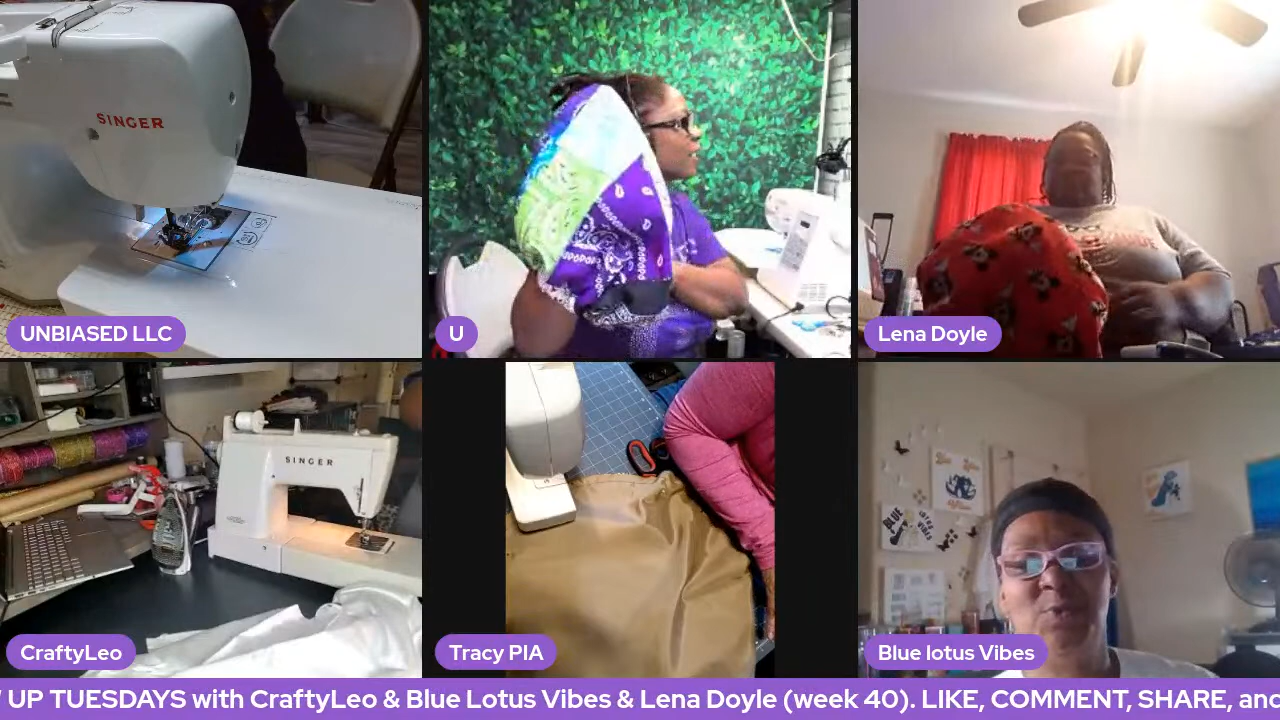 SINGER
UNBIASED LLC
U
Lena Doyle
SINGER
CraftyLeo
Tracy PIA
BLUE
Blue lotus Vibes
UP TUESDAYS with CraftyLeo & Blue Lotus Vibes & Lena Doyle (week 40). LIKE, COMMENT, SHARE, and